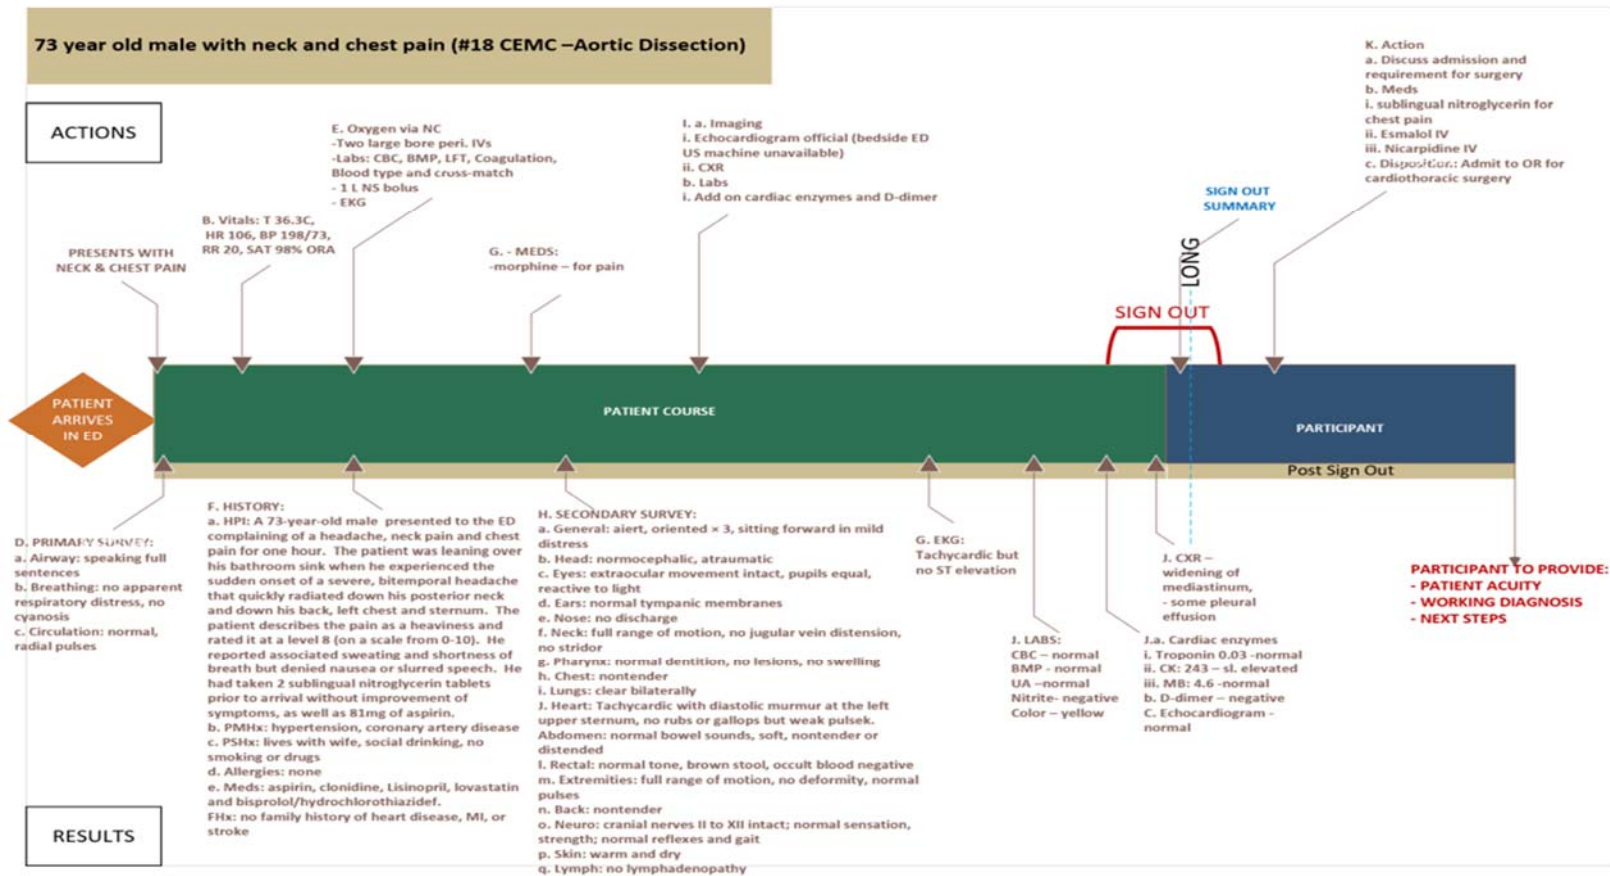 73 year old male with neck and chest pain (#18 CEMC –Aortic Dissection)
ACTIONS
PRESENTS WITH
NECK & CHEST PAIN
B. Vitals: T 36.3C,
HR 106, BP 198/73,
RR 20, SAT 98% ORA
E. Oxygen via NC
-Two large bore peri. IVs
-Labs: CBC, BMP, LFT, Coagulation,
Blood type and cross-match
- 1 L NS bolus
- EKG
G. - MEDS:
-morphine – for pain
I. a. Imaging
i. Echocardiogram official (bedside ED
US machine unavailable)
ii. CXR
b. Labs
i. Add on cardiac enzymes and D-dimer
SIGN OUT
SUMMARY
LONG
SIGN OUT
K. Action
a. Discuss admission and
requirement for surgery
b. Meds
i. sublingual nitroglycerin for
chest pain
ii. Esmalol IV
iii. Nicarpidine IV
c. Disposition: Admit to OR for
cardiothoracic surgery
PATIENT
ARRIVES
IN ED
PATIENT COURSE
PARTICIPANT
Post Sign Out
D. PRIMARY SURVEY:
a. Airway: speaking full
sentences
b. Breathing: no apparent
respiratory distress, no
cyanosis
c. Circulation: normal,
radial pulses
F. HISTORY:
a. HPI: A 73-year-old male presented to the ED
complaining of a headache, neck pain and chest
pain for one hour. The patient was leaning over
his bathroom sink when he experienced the
sudden onset of a severe, bitemporal headache
that quickly radiated down his posterior neck
and down his back, left chest and sternum. The
patient describes the pain as a heaviness and
rated it at a level 8 (on a scale from 0-10). He
reported associated sweating and shortness of
breath but denied nausea or slurred speech. He
had taken 2 sublingual nitroglycerin tablets
prior to arrival without improvement of
symptoms, as well as 81mg of aspirin.
b. PMHx: hypertension, coronary artery disease
c. PSHx: lives with wife, social drinking, no
smoking or drugs
d. Allergies: none
e. Meds: aspirin, clonidine, Lisinopril, lovastatin
and bisprolol/hydrochlorothiazidef.
FHx: no family history of heart disease, MI, or
stroke
H. SECONDARY SURVEY:
a. General: alert, oriented × 3, sitting forward in mild
distress
b. Head: normocephalic, atraumatic
c. Eyes: extraocular movement intact, pupils equal,
reactive to light
d. Ears: normal tympanic membranes
e. Nose: no discharge
f. Neck: full range of motion, no jugular vein distension,
no stridor
g. Pharynx: normal dentition, no lesions, no swelling
h. Chest: nontender
i. Lungs: clear bilaterally
J. Heart: Tachycardic with diastolic murmur at the left
upper sternum, no rubs or gallops but weak pulsek.
Abdomen: normal bowel sounds, soft, nontender or
distended
l. Rectal: normal tone, brown stool, occult blood negative
m. Extremities: full range of motion, no deformity, normal
pulses
n. Back: nontender
o. Neuro: cranial nerves II to XII intact; normal sensation,
strength; normal reflexes and gait
p. Skin: warm and dry
q. Lymph: no lymphadenopathy
G. EKG:
Tachycardic but
no ST elevation
J. LABS:
CBC – normal
BMP - normal
UA –normal
Nitrite- negative
Color – yellow
J. CXR –
widening of
mediastinum,
- some pleural
effusion
J.a. Cardiac enzymes
i. Troponin 0.03 -normal
ii. CK: 243 – sl. elevated
iii. MB: 4.6 -normal
b. D-dimer – negative
C. Echocardiogram -
normal
PARTICIPANT TO PROVIDE:
- PATIENT ACUITY
- WORKING DIAGNOSIS
- NEXT STEPS
RESULTS